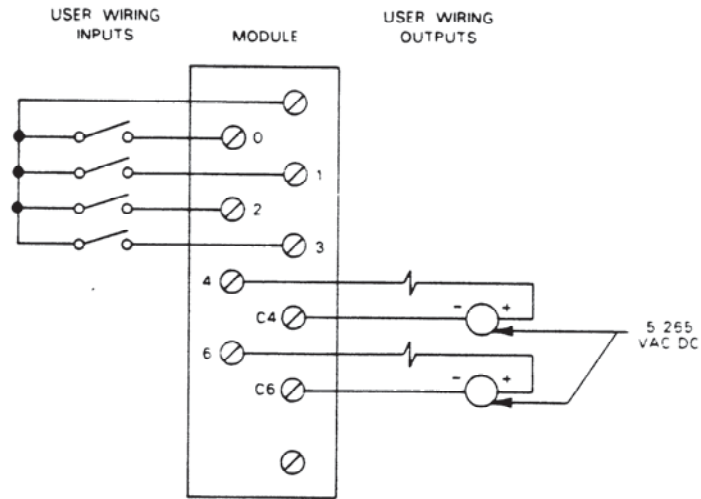 USER WIRING
INPUTS
MODULE
USER WIRING
OUTPUTS
0
1
2
3
4
- +
C4
5 265
VAC DC
6
- +
C6